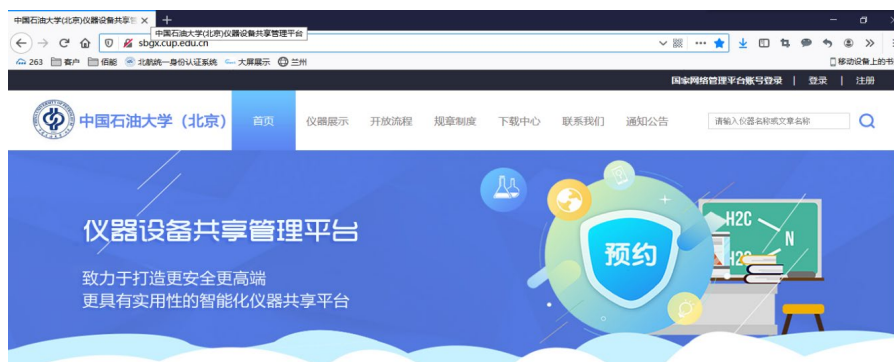 中国石油大学(北京)仪器设备共享管
中国石油大学(北京)仪器设备共享管理平台
sbgx.cup.edu.cn
263 客户 佰能 北航统一身份认证系统 大屏展示 兰州 移动设备上的书
国家网络管理平台账号登录 | 登录 | 注册
中国石油大学(北京) 首页 仪器展示 开放流程 规章制度 下载中心 联系我们 通知公告 请输入仪器名称或文章名称
仪器设备共享管理平台
致力于打造更安全更高端
更具有实用性的智能化仪器共享平台
预约
H2C
N